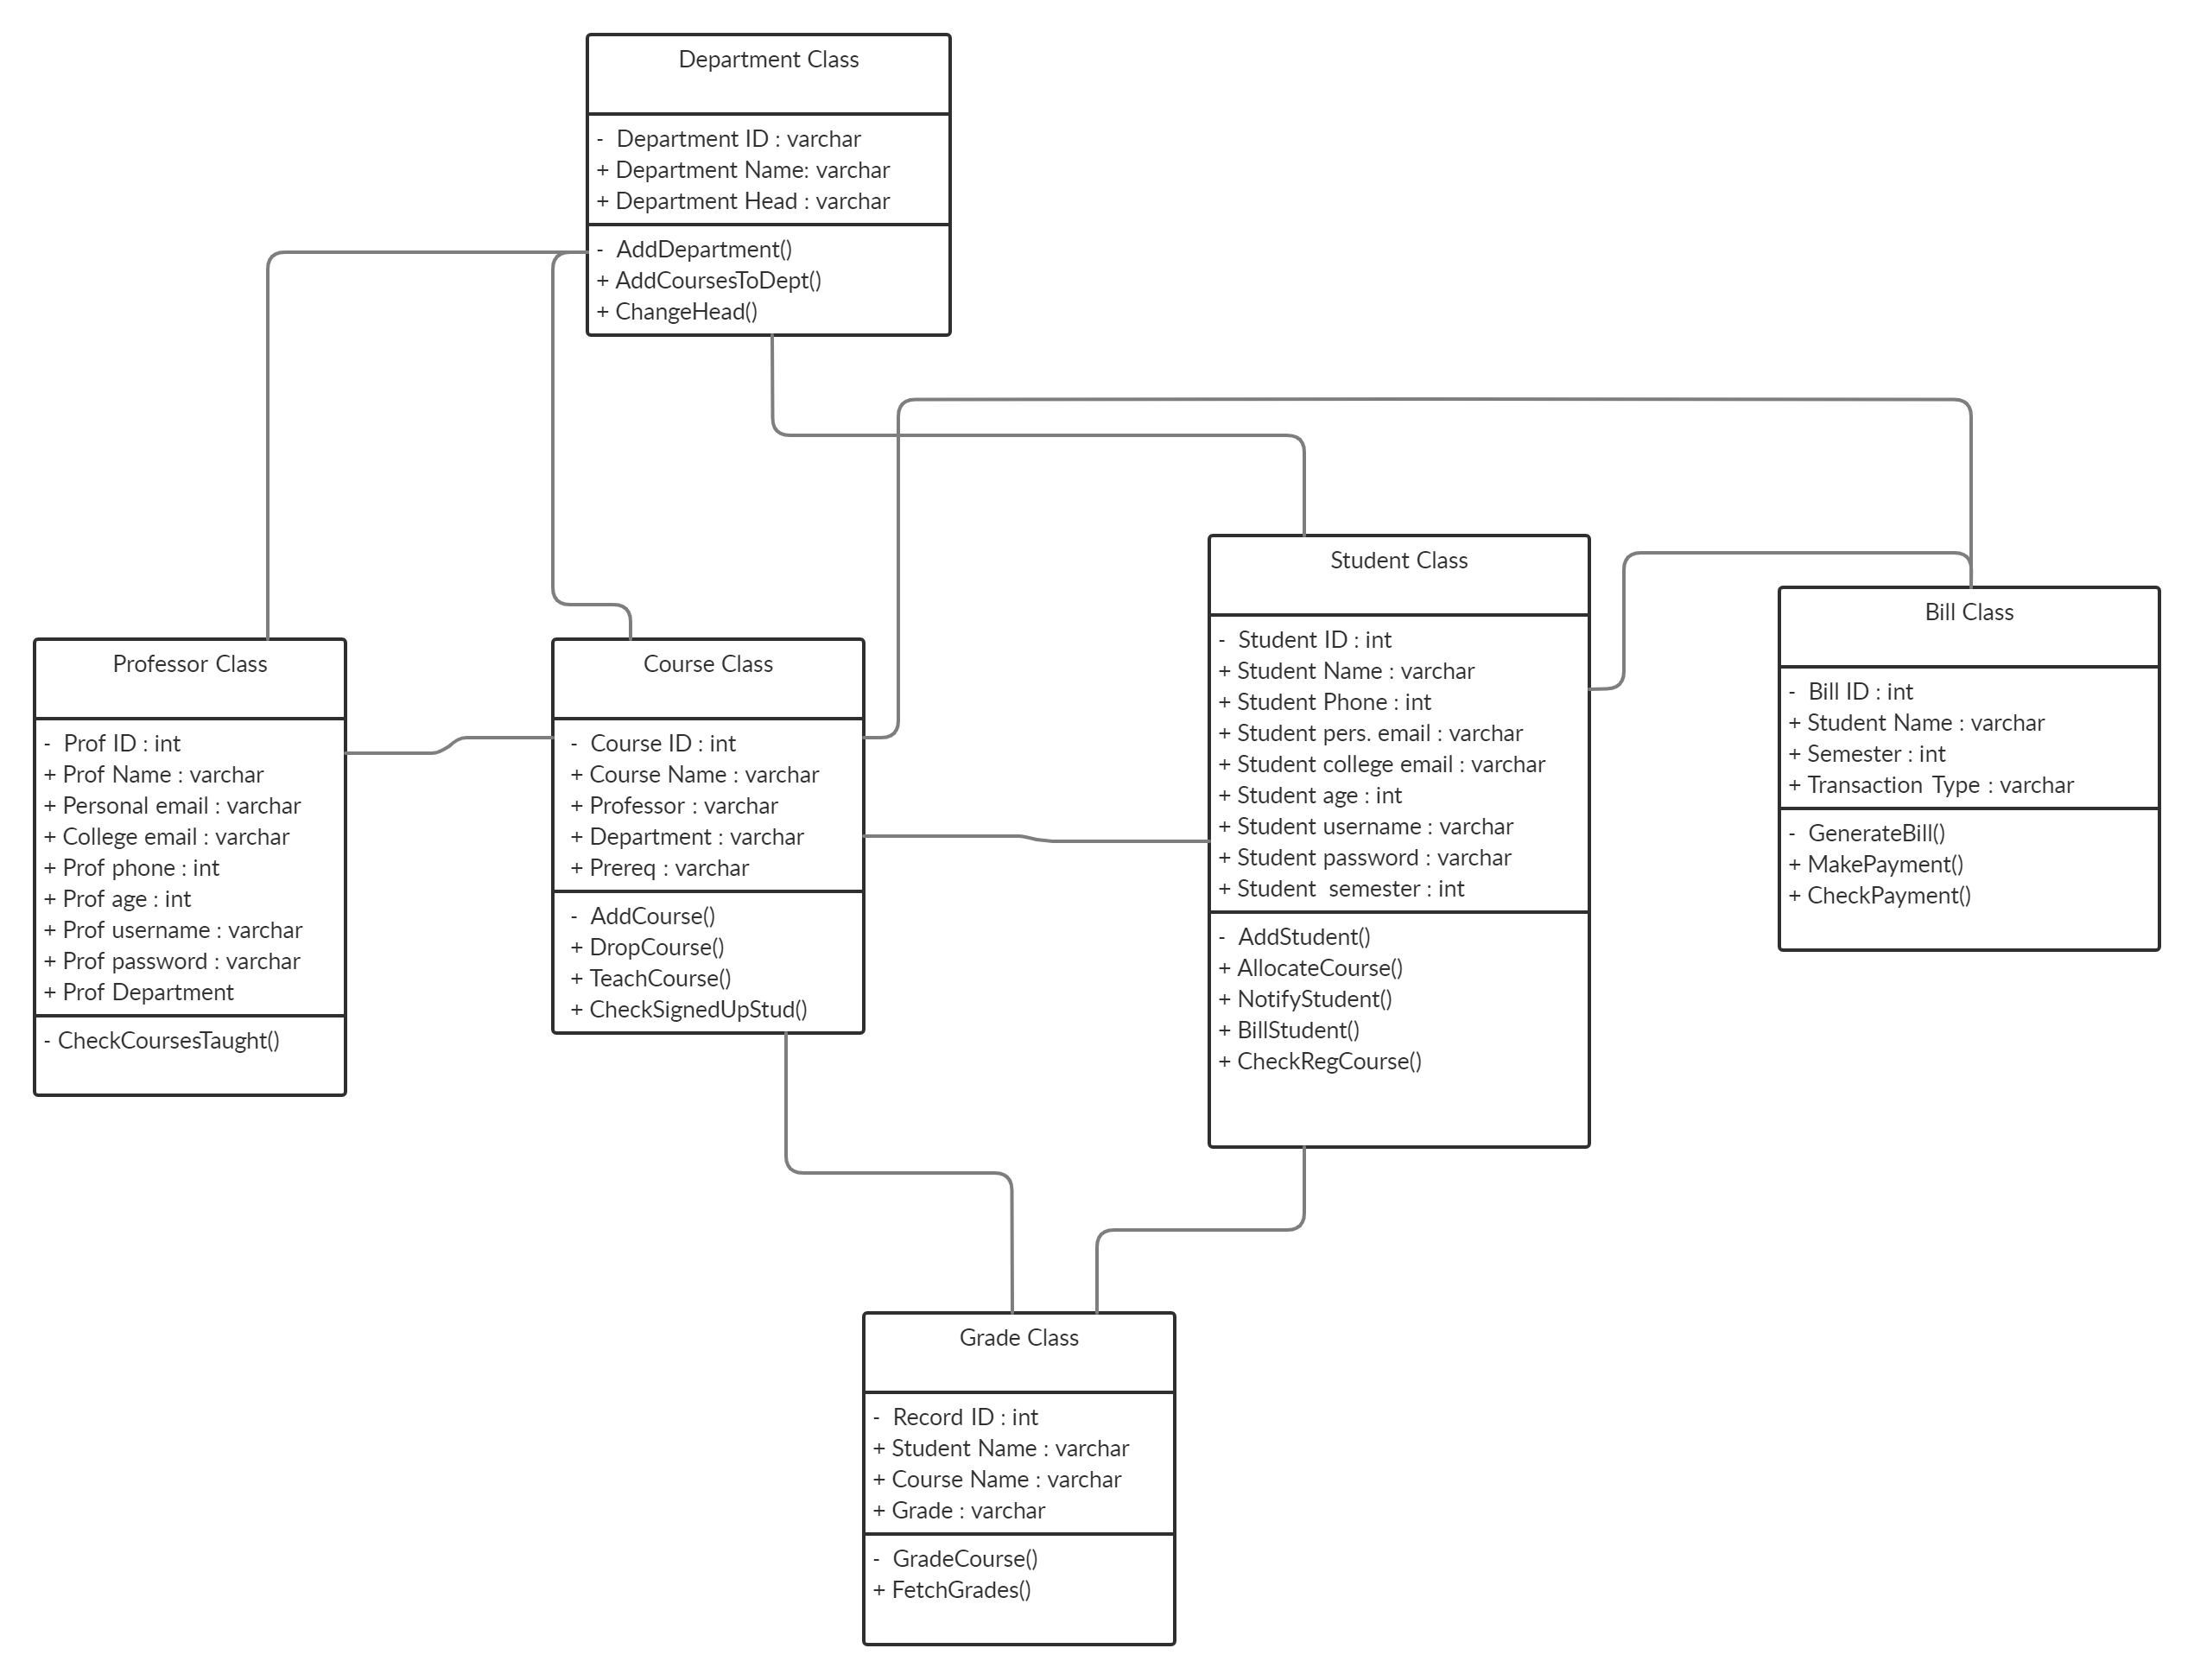 Department Class
-  Department ID : varchar
+ Department Name: varchar
+ Department Head : varchar
-  AddDepartment()
+ AddCoursesToDept()
+ ChangeHead()
Professor Class
-  Prof ID : int
+ Prof Name : varchar
+ Personal email : varchar
+ College email : varchar
+ Prof phone : int
+ Prof age : int
+ Prof username : varchar
+ Prof password : varchar
+ Prof Department
- CheckCoursesTaught()
Course Class
-  Course ID : int
+ Course Name : varchar
+ Professor : varchar
+ Department : varchar
+ Prereq : varchar
-  AddCourse()
+ DropCourse()
+ TeachCourse()
+ CheckSignedUpStud()
Student Class
-  Student ID : int
+ Student Name : varchar
+ Student Phone : int
+ Student pers. email : varchar
+ Student college email : varchar
+ Student age : int
+ Student username : varchar
+ Student password : varchar
+ Student  semester : int
-  AddStudent()
+ AllocateCourse()
+ NotifyStudent()
+ BillStudent()
+ CheckRegCourse()
Bill Class
-  Bill ID : int
+ Student Name : varchar
+ Semester : int
+ Transaction Type : varchar
-  GenerateBill()
+ MakePayment()
+ CheckPayment()
Grade Class
-  Record ID : int
+ Student Name : varchar
+ Course Name : varchar
+ Grade : varchar
-  GradeCourse()
+ FetchGrades()